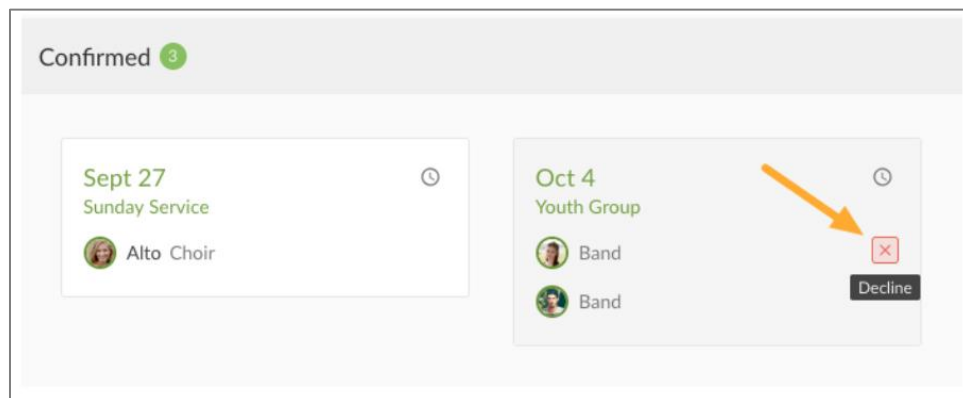 Confirmed 3
Sept 27
Sunday Service
Alto Choir
Oct 4
Youth Group
Band
Decline
Band